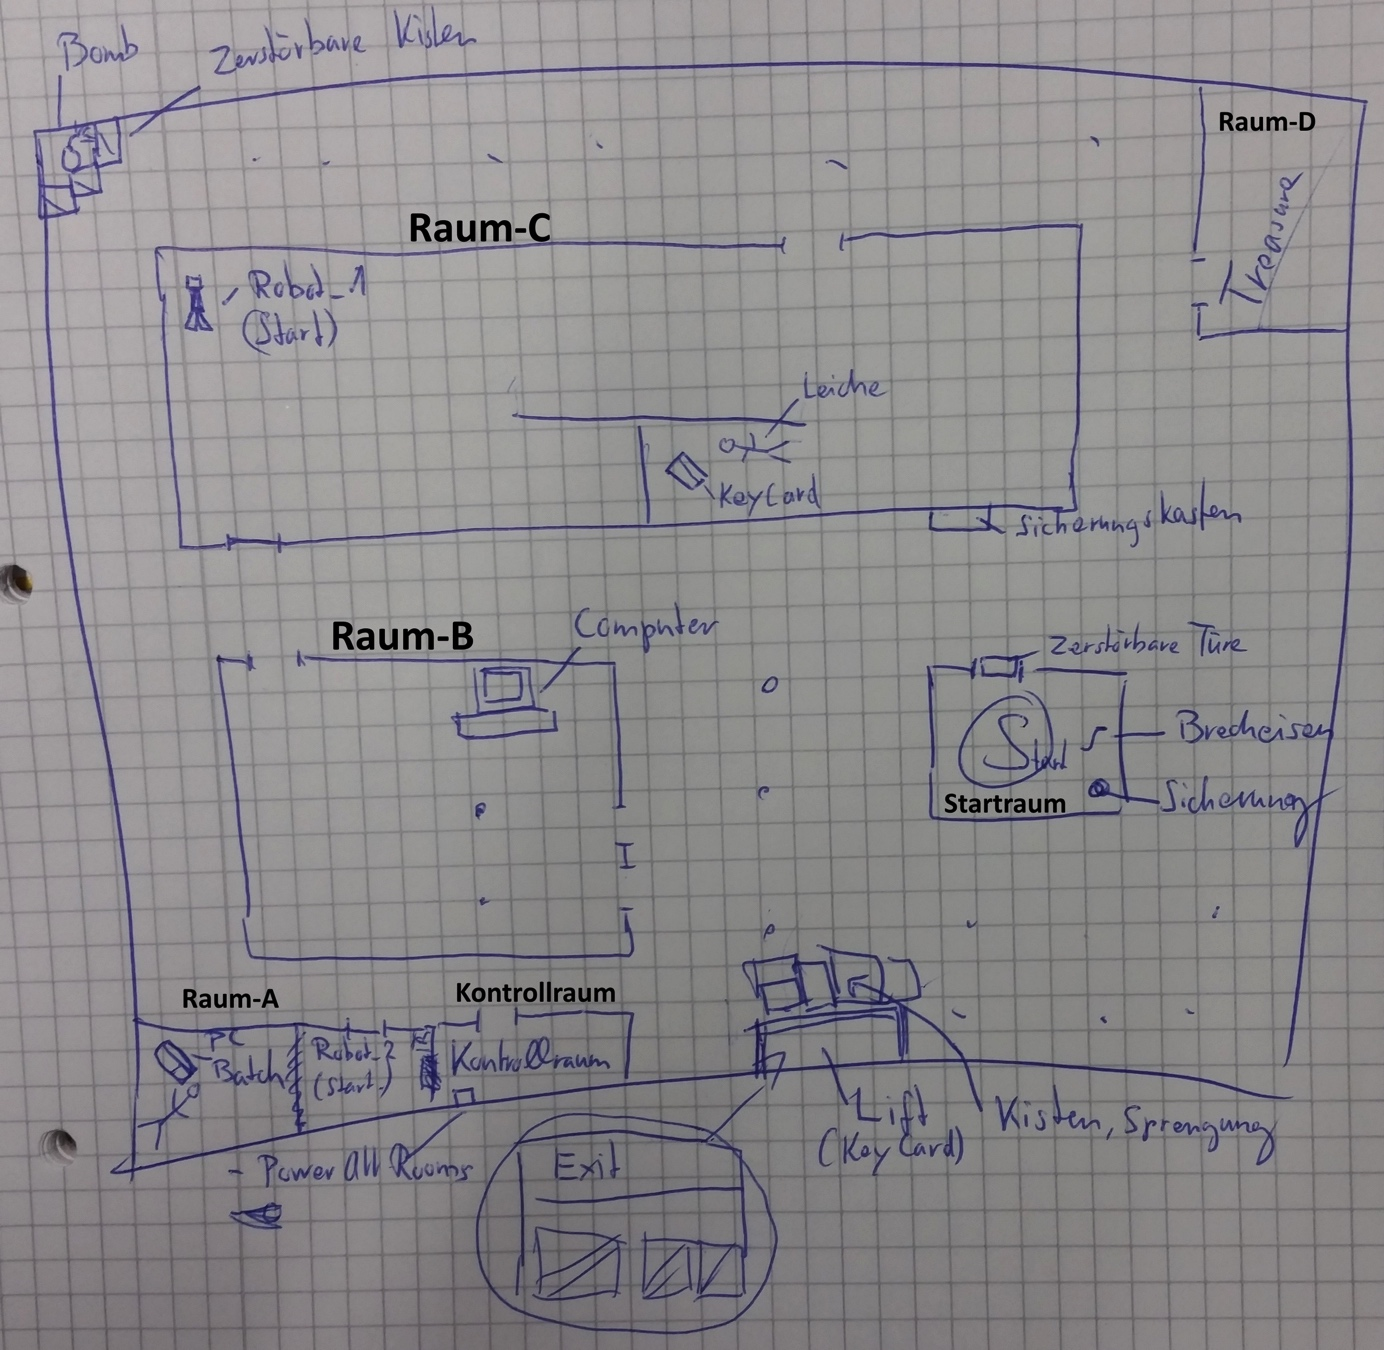 Bomb
Zerstörbare Kisten
Raum-D
Treasure
Raum-C
Robot_1
(Start)
Leiche
KeyCard
Sicherungskasten
Raum-B
Computer
Zerstörbare Türe
Start
Brecheisen
Startraum
Sicherung
Raum-A
Kontrollraum
PC
Batch
Robot_2
(Start)
Kontrollraum
Lift
(KeyCard)
Kisten, Sprengung
- Power All Rooms
Exit